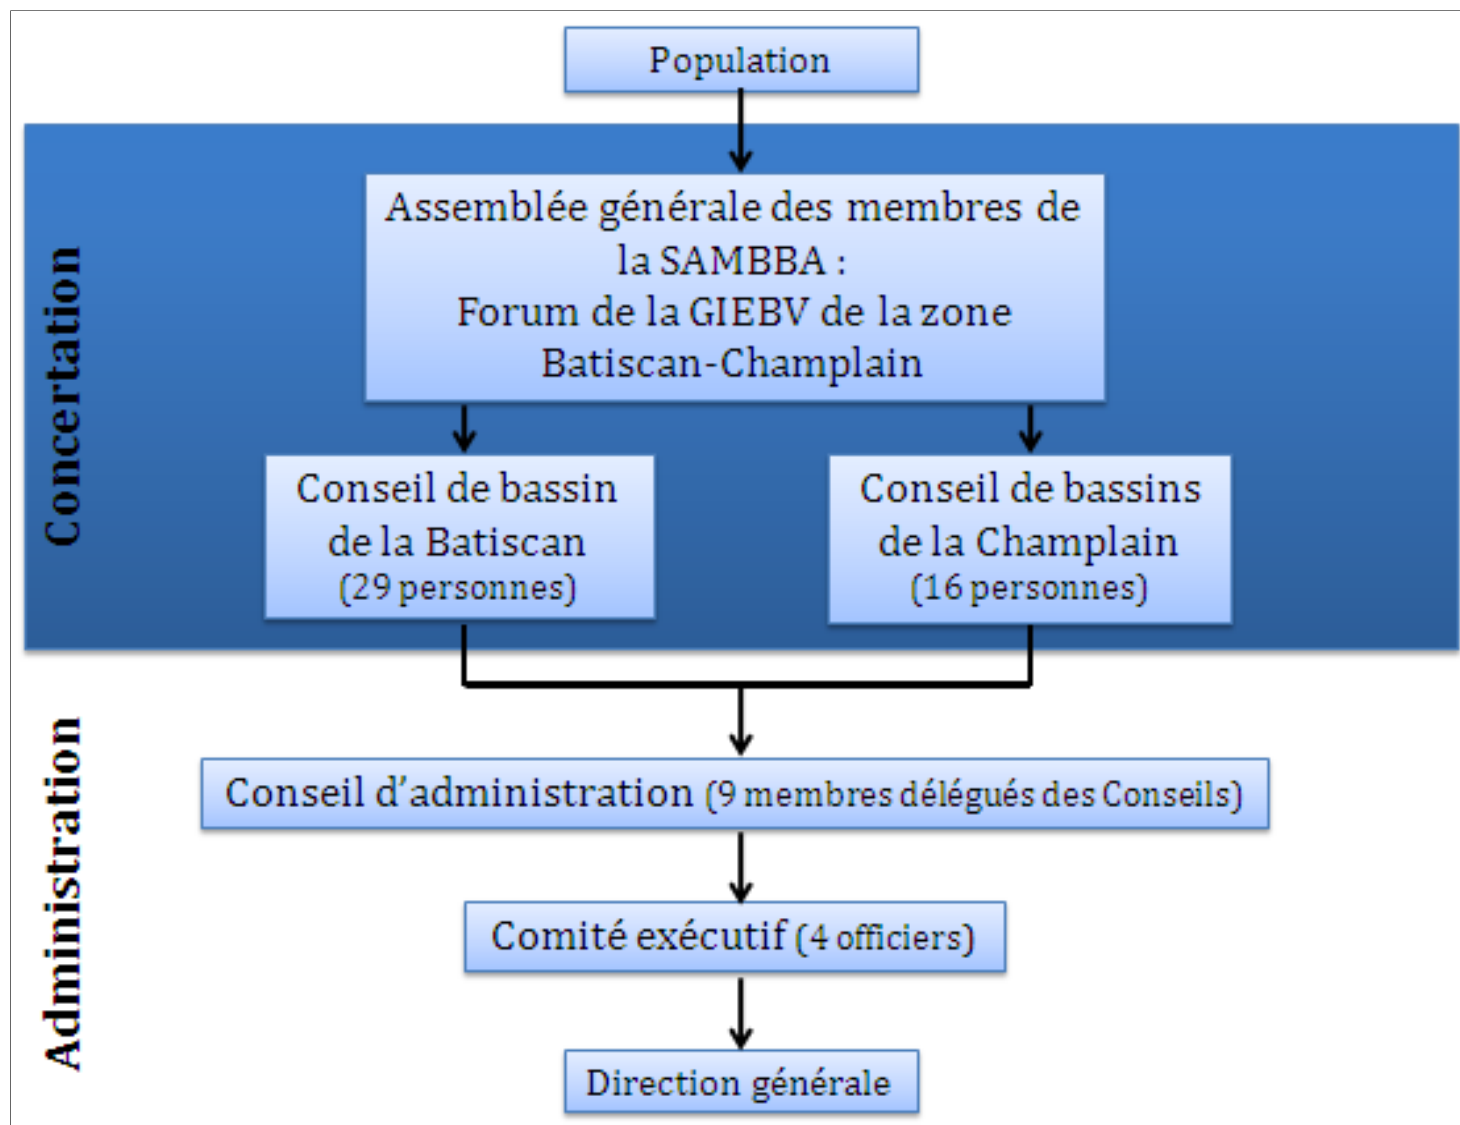 Population
Concertation
Assemblée générale des membres de
la SAMBBA :
Forum de la GIEBV de la zone
Batiscan-Champlain
Conseil de bassin
de la Batiscan
(29 personnes)
Conseil de bassins
de la Champlain
(16 personnes)
Administration
Conseil d’administration (9 membres délégués des Conseils)
Comité exécutif (4 officiers)
Direction générale